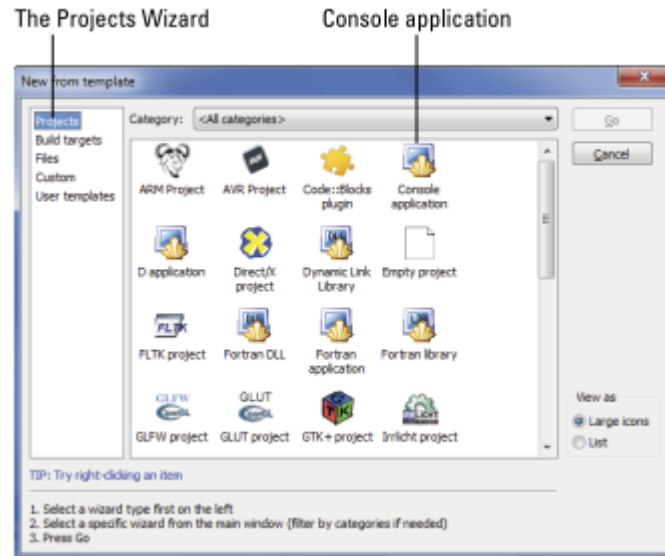 The Projects Wizard
Console application
New from template
Projects
Build targets
Files
Custom
User templates
Category: <All categories>
Go
Cancel
ARM Project
AVR Project
Code::Blocks plugin
Console application
D application
Direct/X project
Dynamic Link Library
Empty project
FLTK
FLTK project
Fortran DLL
Fortran application
Fortran library
GLFW
GLFW project
GLUT
GLUT project
GTK+ project
Irrlicht project
View as
Large icons
List
TIP: Try right-clicking an item
1. Select a wizard type first on the left
2. Select a specific wizard from the main window (filter by categories if needed)
3. Press Go